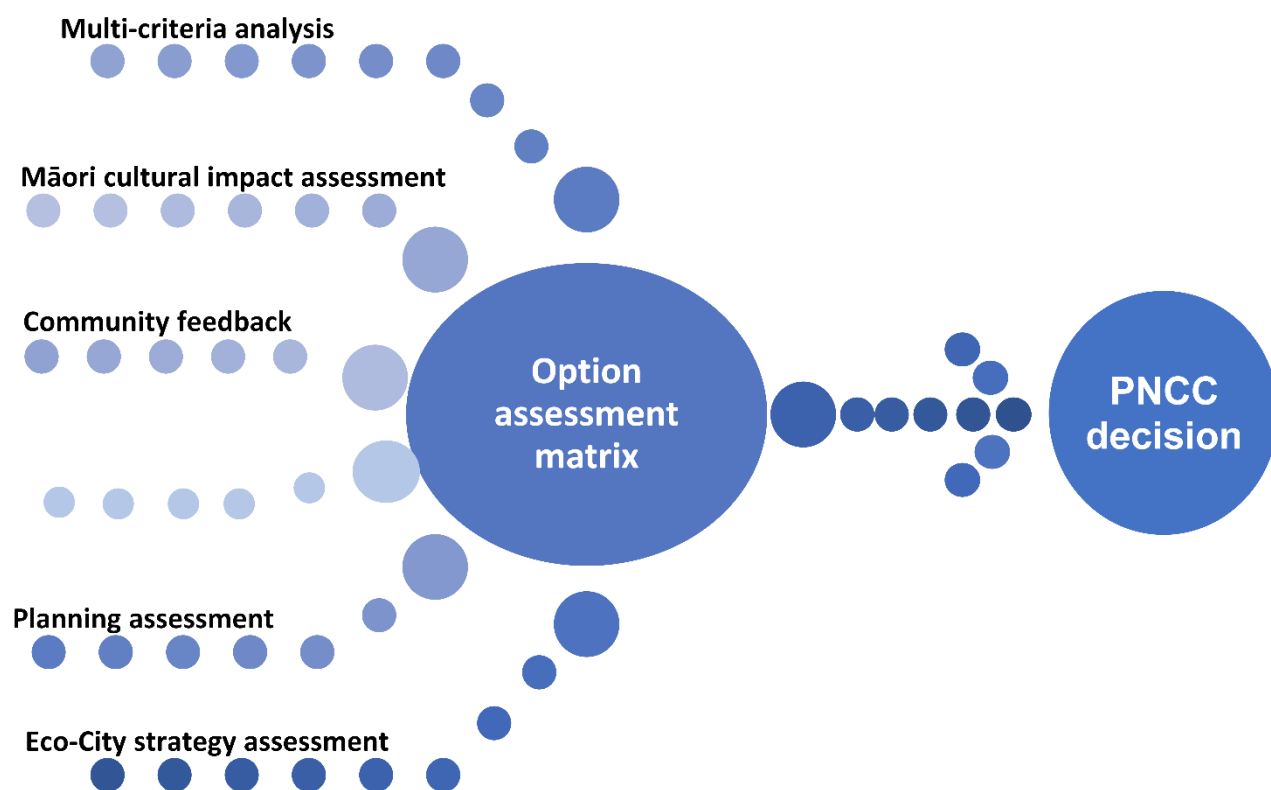 Multi-criteria analysis
Māori cultural impact assessment
Community feedback
Planning assessment
Eco-City strategy assessment
Option
assessment
matrix
PNCC
decision